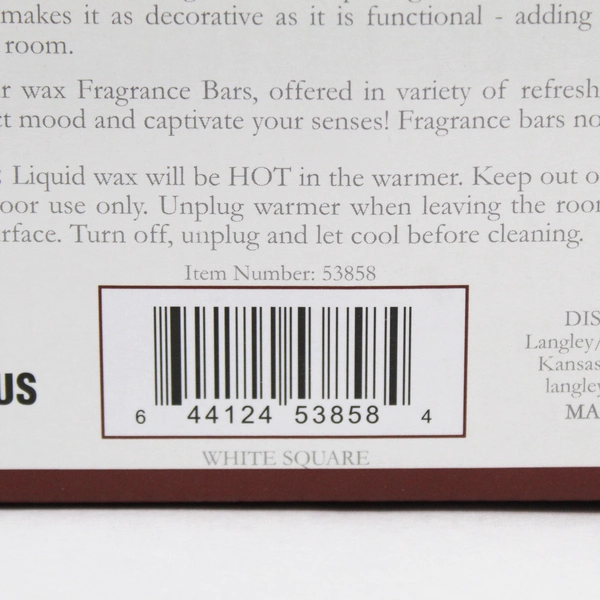 makes it as decorative as it is functional - adding
room.
r wax Fragrance Bars, offered in variety of refresh
ct mood and captivate your senses! Fragrance bars no
: Liquid wax will be HOT in the warmer. Keep out o
oor use only. Unplug warmer when leaving the roo
rface. Turn off, unplug and let cool before cleaning.
Item Number: 53858
US
6 44124 53858 4
WHITE SQUARE
DIS
Langley/
Kansas
langley
MA